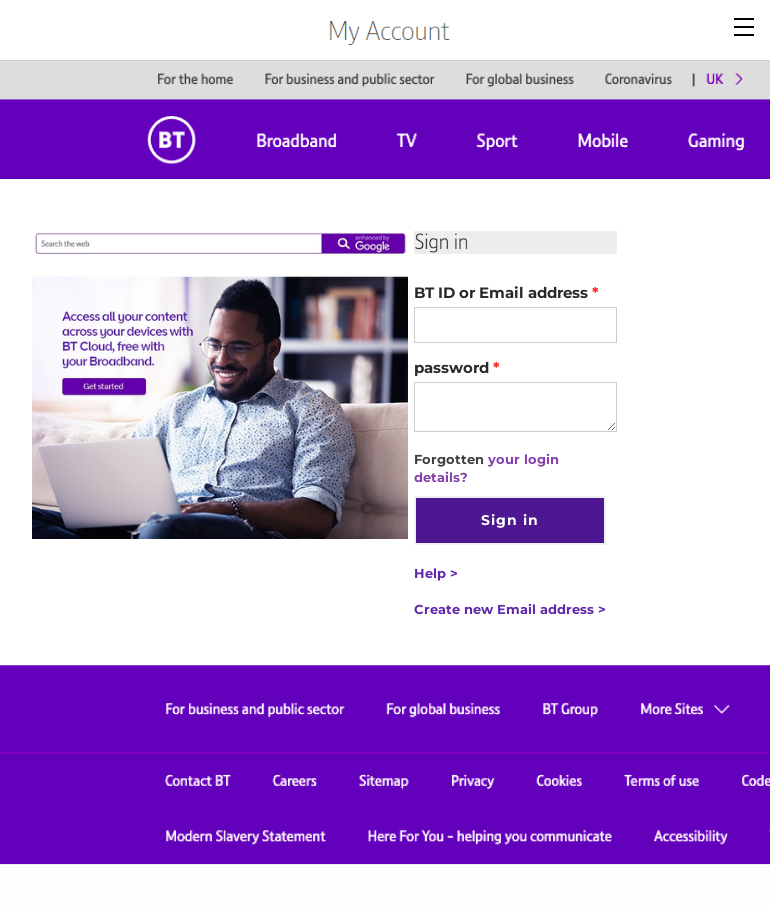 My Account
For the home For business and public sector For global business Coronavirus | UK
BT Broadband TV Sport Mobile Gaming
Search the web
enhanced by
Google
Sign in
Access all your content
across your devices with
BT Cloud, free with
your Broadband.
Get started
BT ID or Email address *
password *
Forgotten your login
details?
Sign in
Help >
Create new Email address >
For business and public sector For global business BT Group More Sites
Contact BT Careers Sitemap Privacy Cookies Terms of use Code
Modern Slavery Statement Here For You - helping you communicate Accessibility